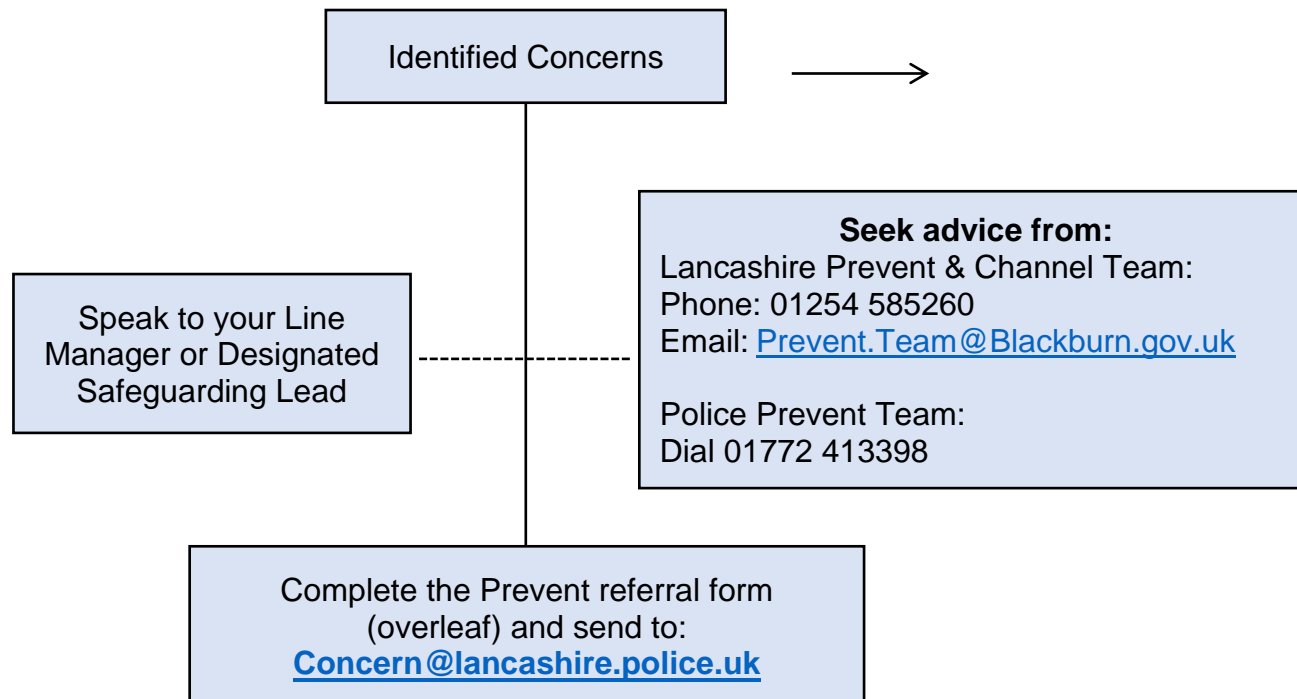 Identified Concerns
Speak to your Line
Manager or Designated
Safeguarding Lead
Seek advice from:
Lancashire Prevent & Channel Team:
Phone: 01254 585260
Email: Prevent.Team@Blackburn.gov.uk
Police Prevent Team:
Dial 01772 413398
Complete the Prevent referral form
(overleaf) and send to:
Concern@lancashire.police.uk